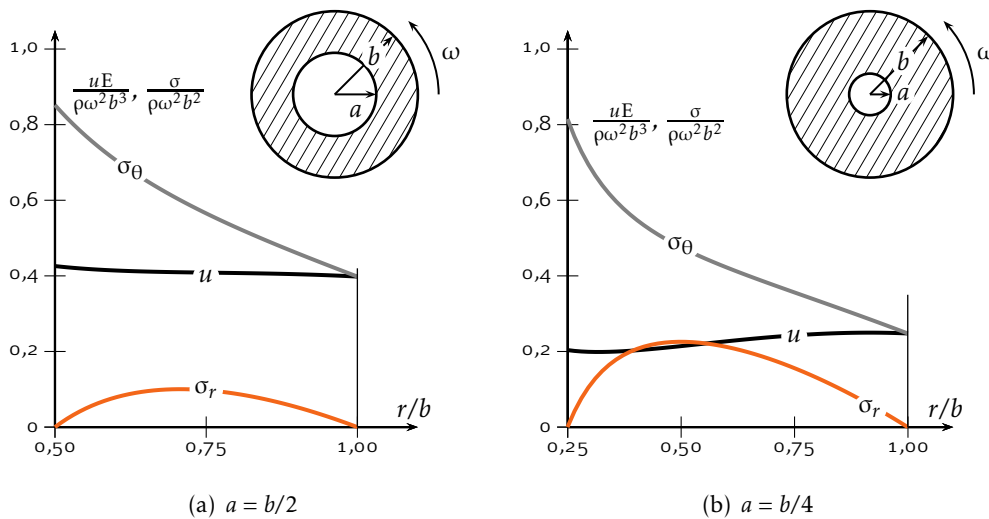 1,0
0,8
0,6
0,4
0,2
0
uE/ρω²b³, σ/ρω²b²
σθ
u
σr
b
a
ω
r/b
0,50
0,75
1,00
(a) a = b/2
1,0
0,8
0,6
0,4
0,2
0
uE/ρω²b³, σ/ρω²b²
σθ
u
σr
b
a
ω
r/b
0,25
0,50
0,75
1,00
(b) a = b/4